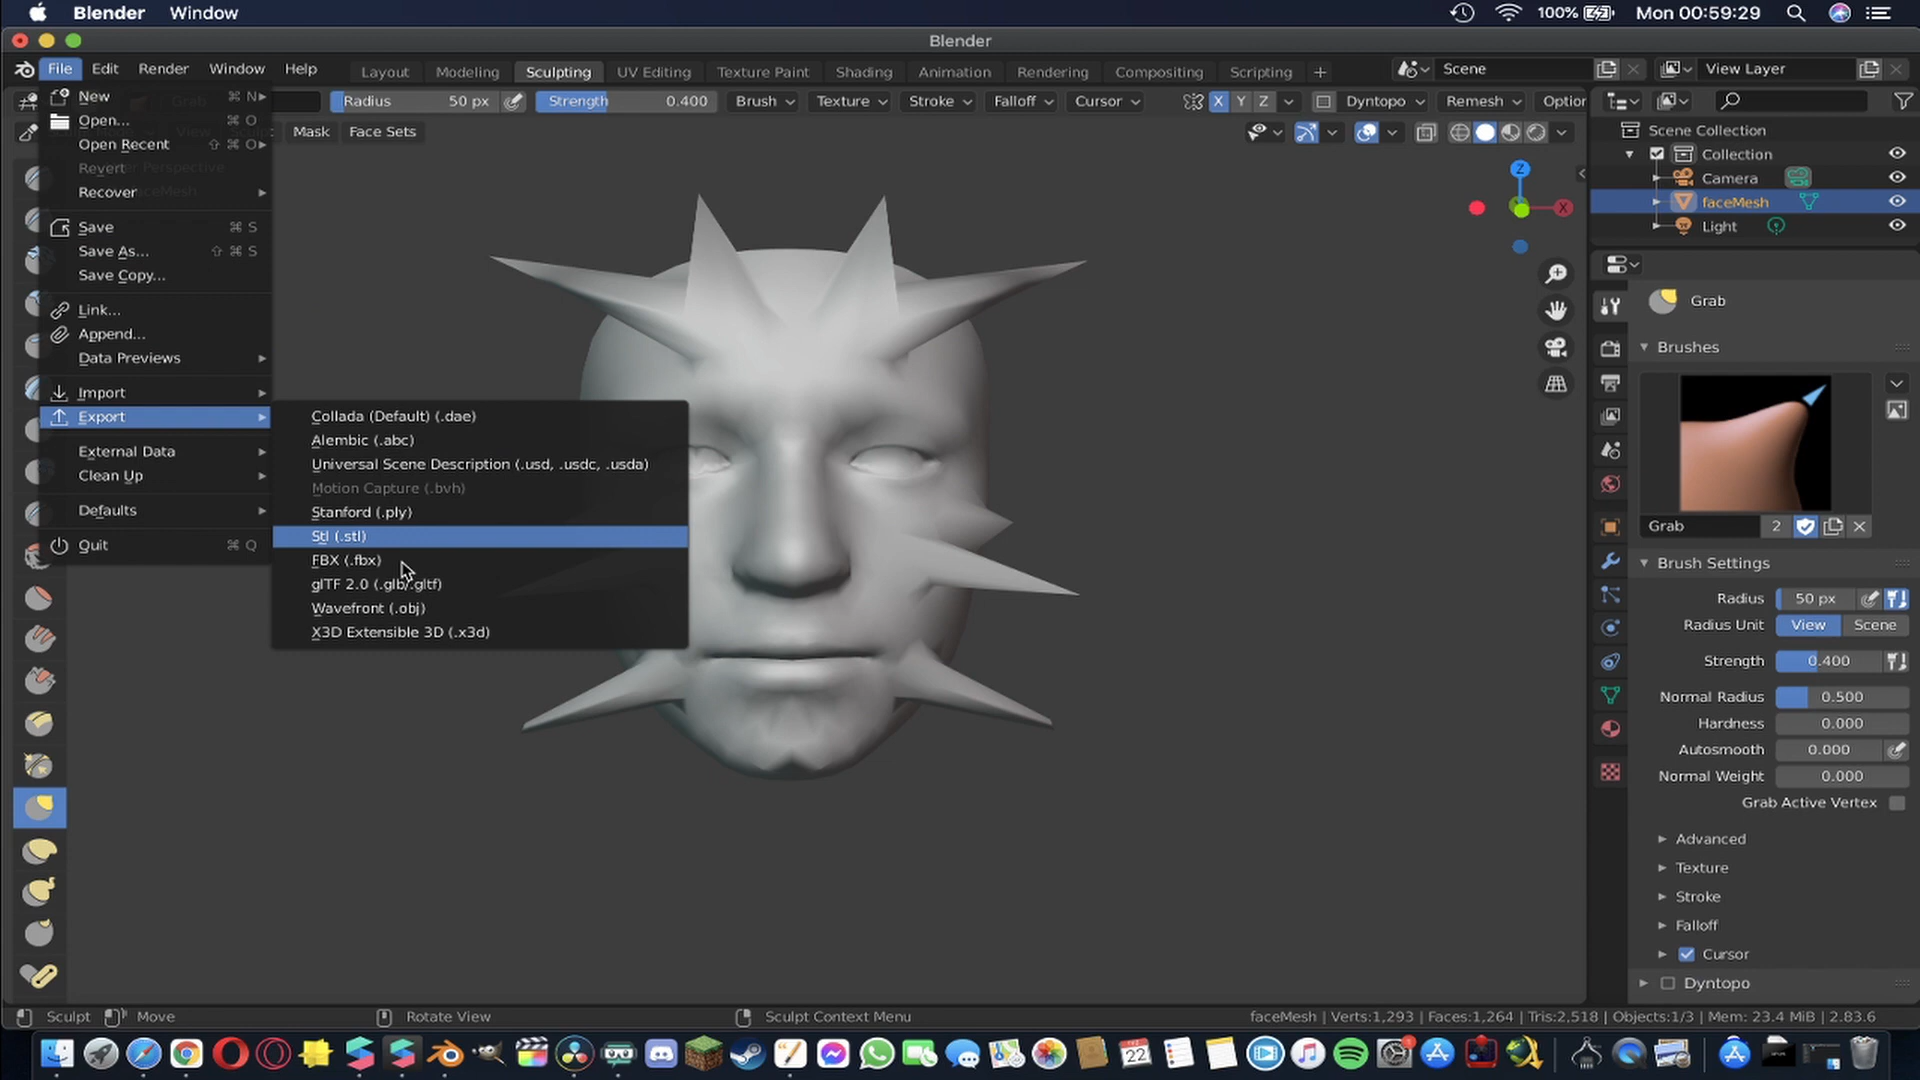 Blender Window 100% Mon 00:59:29
Blender
File Edit Render Window Help Layout Modeling Sculpting UV Editing Texture Paint Shading Animation Rendering Compositing Scripting + Scene View Layer
Grab Radius 50 px Strength 0.400 Brush Texture Stroke Falloff Cursor X Y Z Dyntopo Remesh Option
View Sculpt Mask Face Sets
New ⌘ N
Open... ⌘ O
Open Recent ⇧ ⌘ O
Revert
Recover
Save ⌘ S
Save As... ⇧ ⌘ S
Save Copy...
Link...
Append...
Data Previews
Import
Export
External Data
Clean Up
Defaults
Quit ⌘ Q
Collada (Default) (.dae)
Alembic (.abc)
Universal Scene Description (.usd, .usdc, .usda)
Motion Capture (.bvh)
Stanford (.ply)
Stl (.stl)
FBX (.fbx)
glTF 2.0 (.glb/.gltf)
Wavefront (.obj)
X3D Extensible 3D (.x3d)
Z
X
Scene Collection
Collection
Camera
faceMesh
Light
Grab
Brushes
Grab 2
Brush Settings
Radius 50 px
Radius Unit View Scene
Strength 0.400
Normal Radius 0.500
Hardness 0.000
Autosmooth 0.000
Normal Weight 0.000
Grab Active Vertex
Advanced
Texture
Stroke
Falloff
Cursor
Dyntopo
Sculpt Move Rotate View Sculpt Context Menu faceMesh | Verts:1,293 | Faces:1,264 | Tris:2,518 | Objects:1/3 | Mem: 23.4 MiB | 2.83.6
22